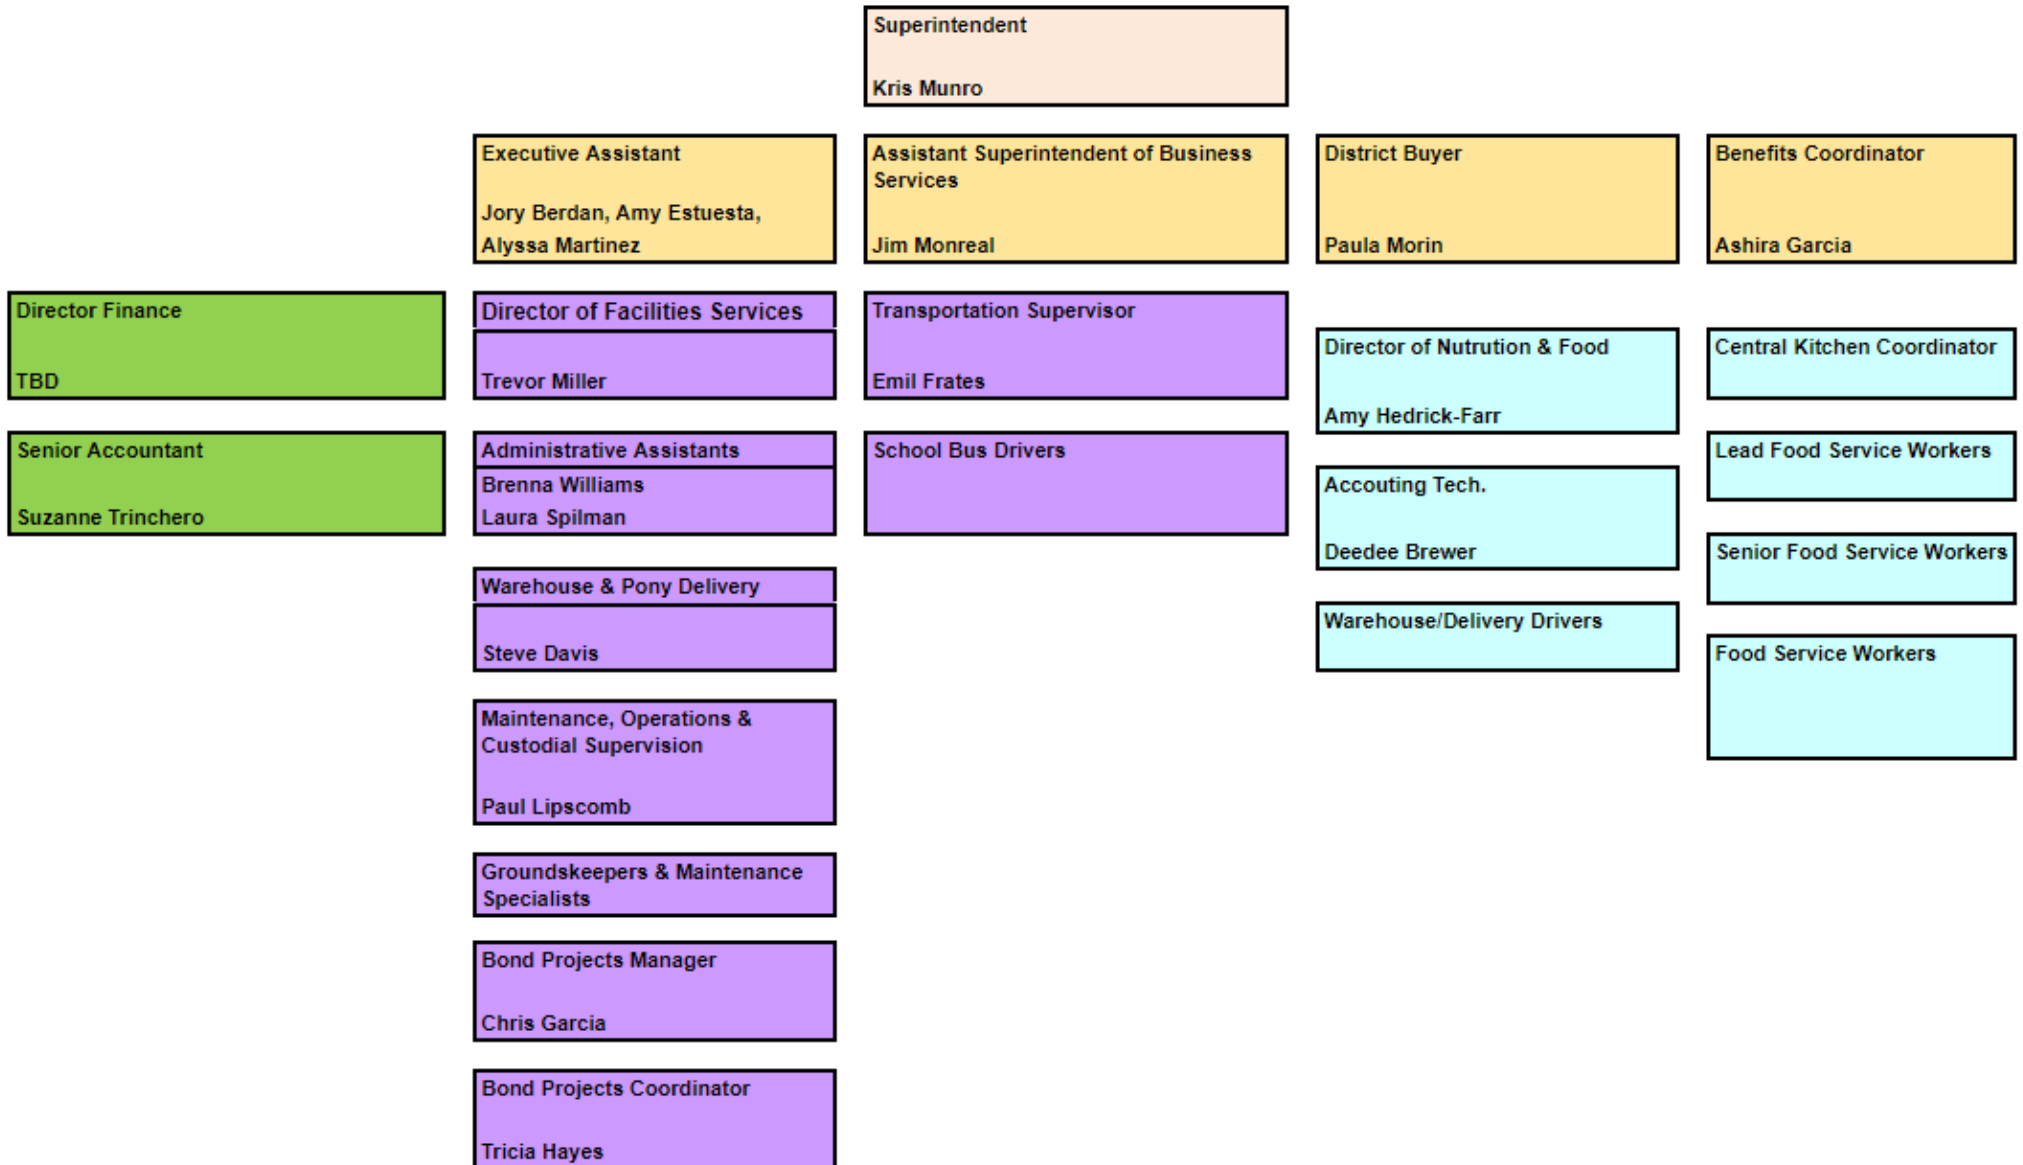 Superintendent
Kris Munro
Executive Assistant
Jory Berdan, Amy Estuesta,
Alyssa Martinez
Assistant Superintendent of Business
Services
Jim Monreal
District Buyer
Paula Morin
Benefits Coordinator
Ashira Garcia
Director Finance
TBD
Senior Accountant
Suzanne Trinchero
Director of Facilities Services
Trevor Miller
Administrative Assistants
Brenna Williams
Laura Spilman
Warehouse & Pony Delivery
Steve Davis
Maintenance, Operations &
Custodial Supervision
Paul Lipscomb
Groundskeepers & Maintenance
Specialists
Bond Projects Manager
Chris Garcia
Bond Projects Coordinator
Tricia Hayes
Transportation Supervisor
Emil Frates
School Bus Drivers
Director of Nutrution & Food
Amy Hedrick-Farr
Accouting Tech.
Deedee Brewer
Warehouse/Delivery Drivers
Central Kitchen Coordinator
Lead Food Service Workers
Senior Food Service Workers
Food Service Workers